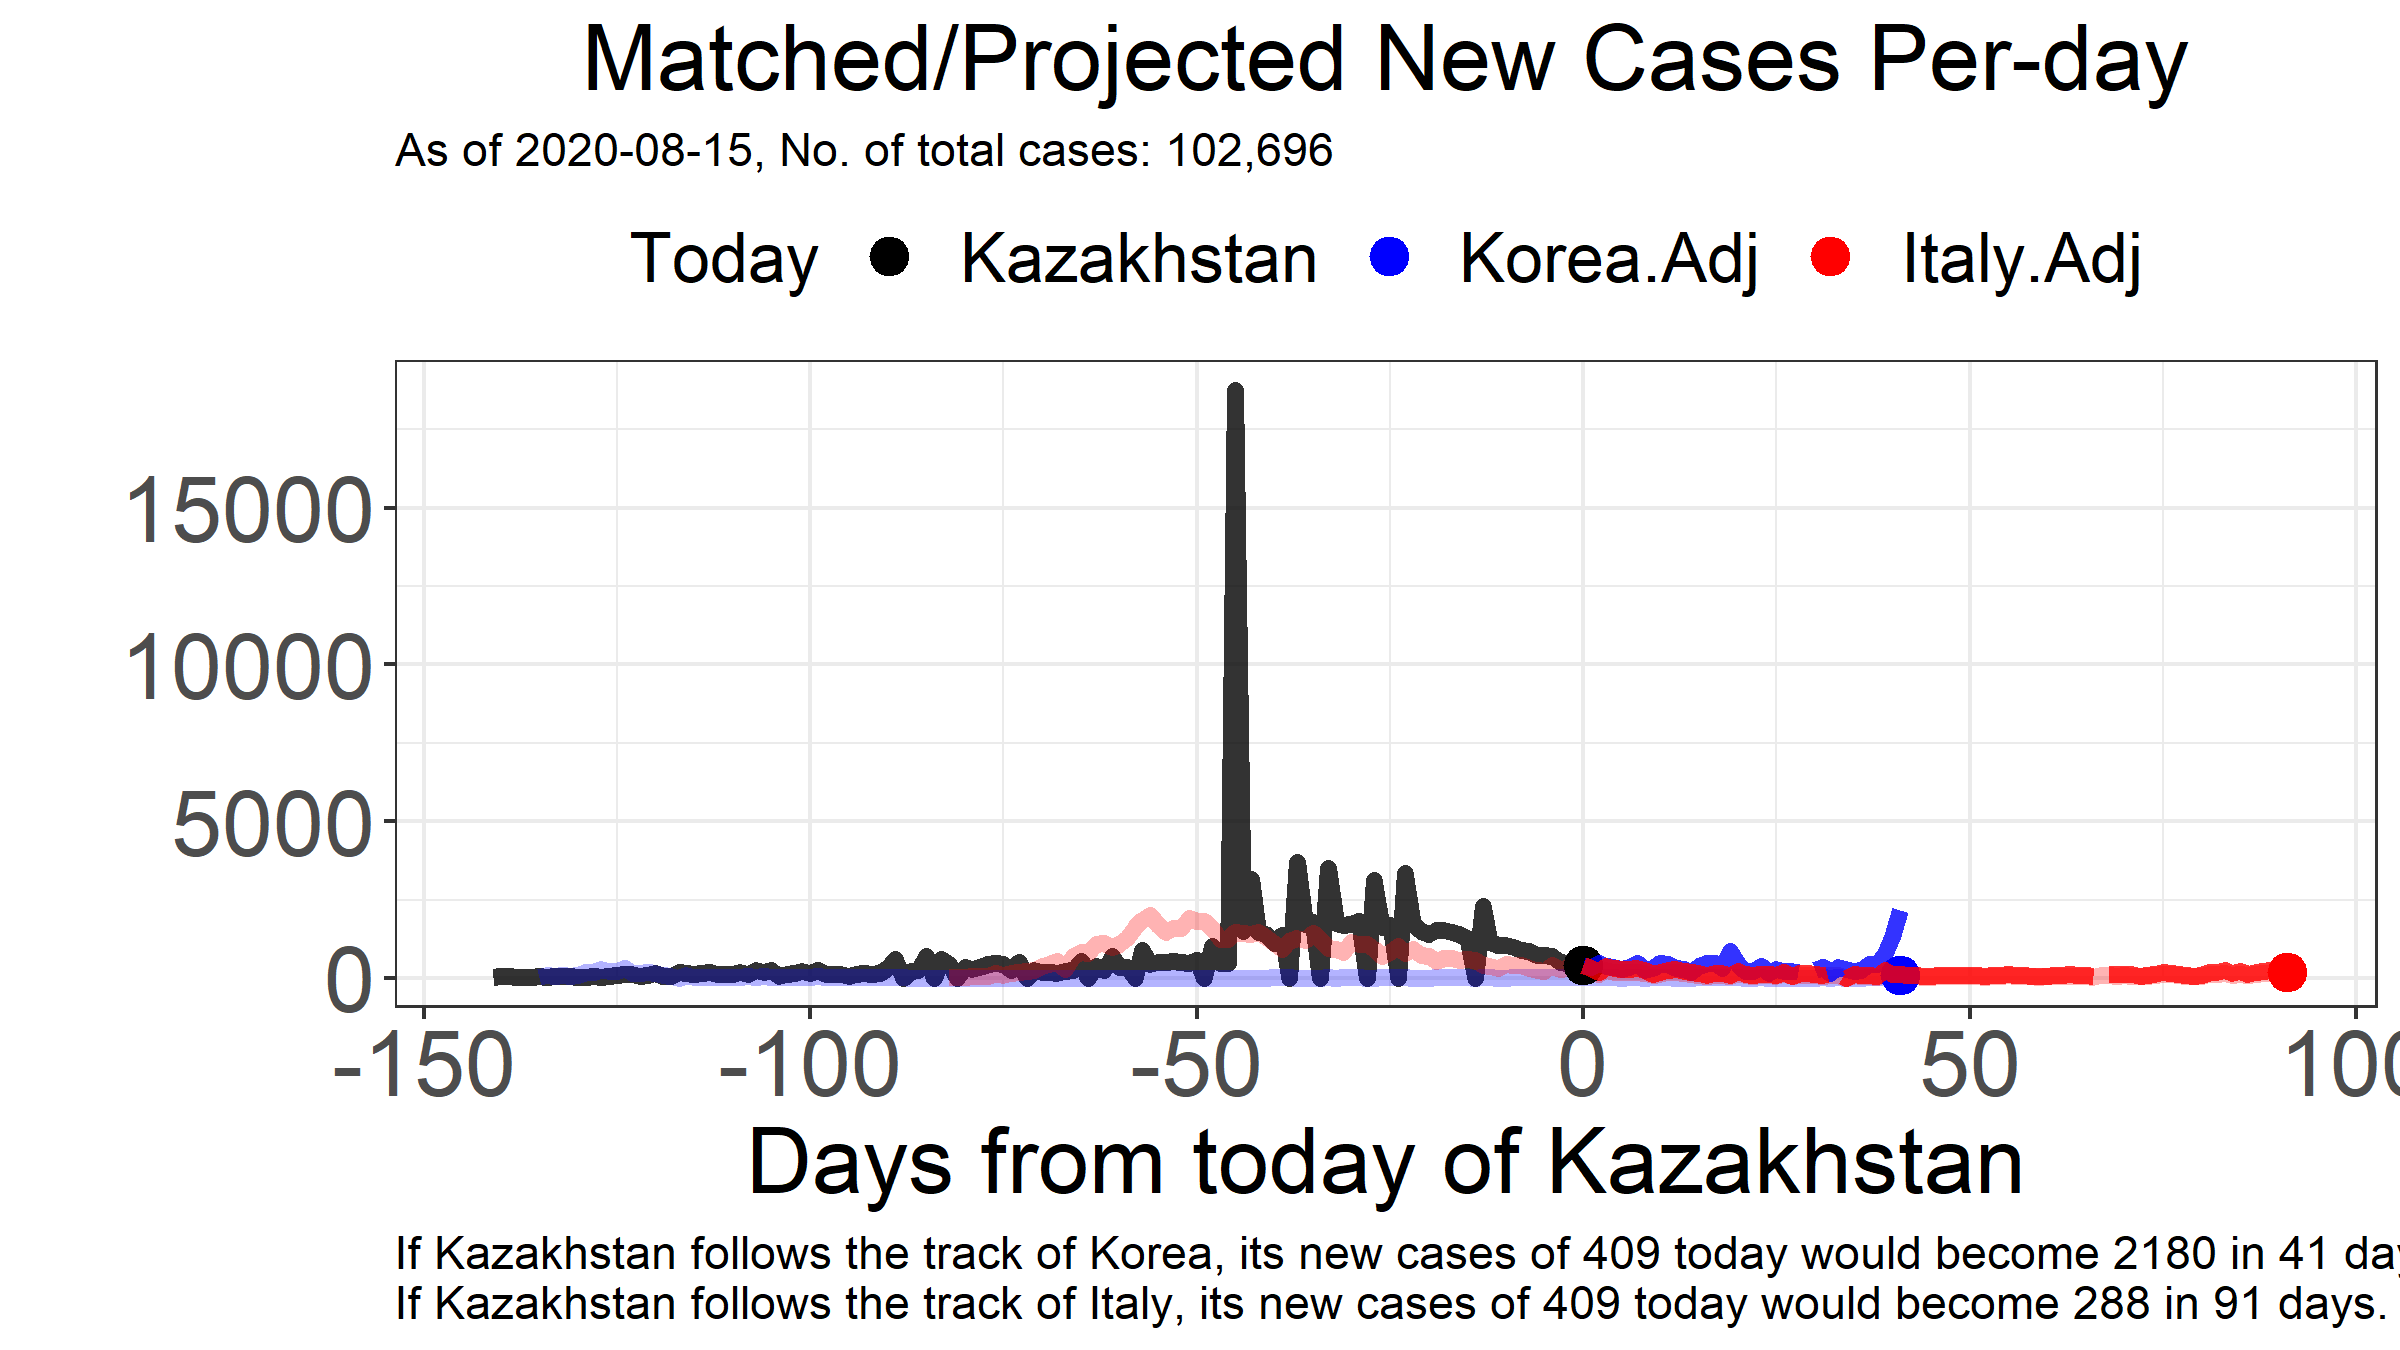 Matched/Projected New Cases Per-day
As of 2020-08-15, No. of total cases: 102,696
Today Kazakhstan Korea.Adj Italy.Adj
15000
10000
5000
0
-150 -100 -50 0 50 100
Days from today of Kazakhstan
If Kazakhstan follows the track of Korea, its new cases of 409 today would become 2180 in 41 day
If Kazakhstan follows the track of Italy, its new cases of 409 today would become 288 in 91 days.